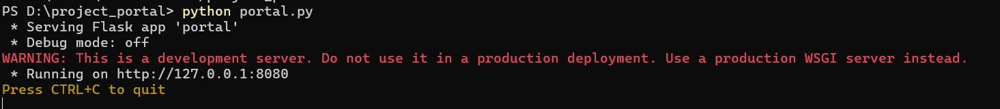 PS D:\project_portal> python portal.py
 * Serving Flask app 'portal'
 * Debug mode: off
WARNING: This is a development server. Do not use it in a production deployment. Use a production WSGI server instead.
 * Running on http://127.0.0.1:8080
Press CTRL+C to quit